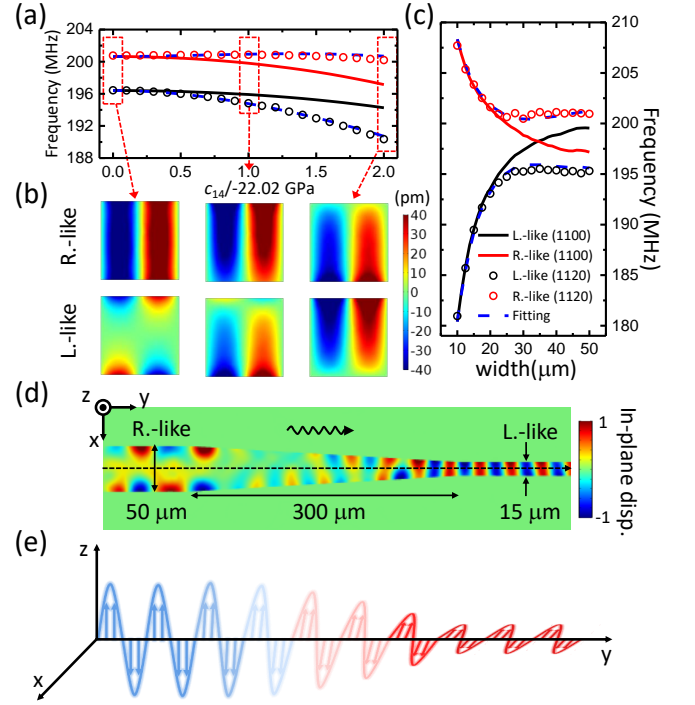 (a)
Frequency (MHz)
204
200
196
192
188
0.0 0.5 1.0 1.5 2.0
c14/-22.02 GPa
(b)
R.-like
L.-like
(pm)
40
30
20
10
0
-10
-20
-30
-40
(c)
210
205
200
195
190
185
180
Frequency (MHz)
L.-like (1100)
R.-like (1100)
L.-like (1120)
R.-like (1120)
Fitting
10 20 30 40 50
width(μm)
(d)
z
y
x
R.-like
L.-like
50 μm
300 μm
15 μm
1
-1
In-plane disp.
(e)
z
x
y